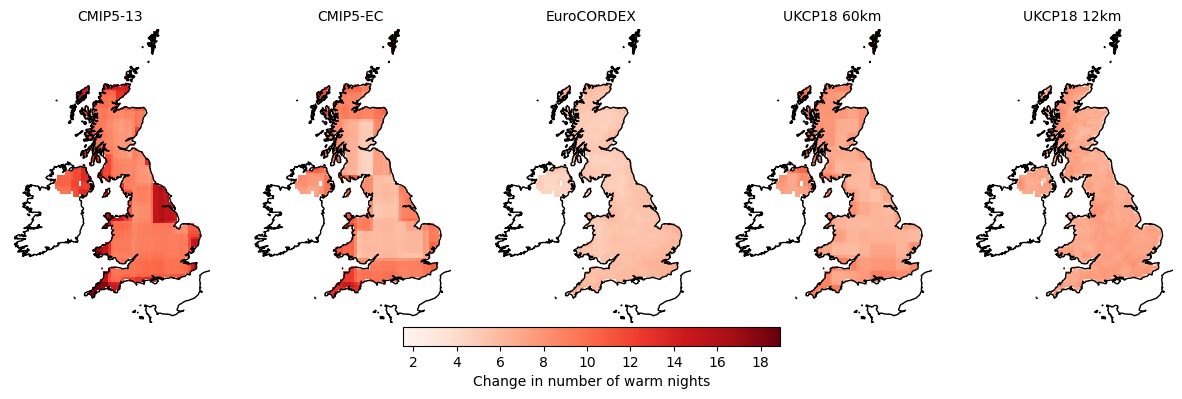 CMIP5-13 CMIP5-EC EuroCORDEX UKCP18 60km UKCP18 12km
2 4 6 8 10 12 14 16 18
Change in number of warm nights